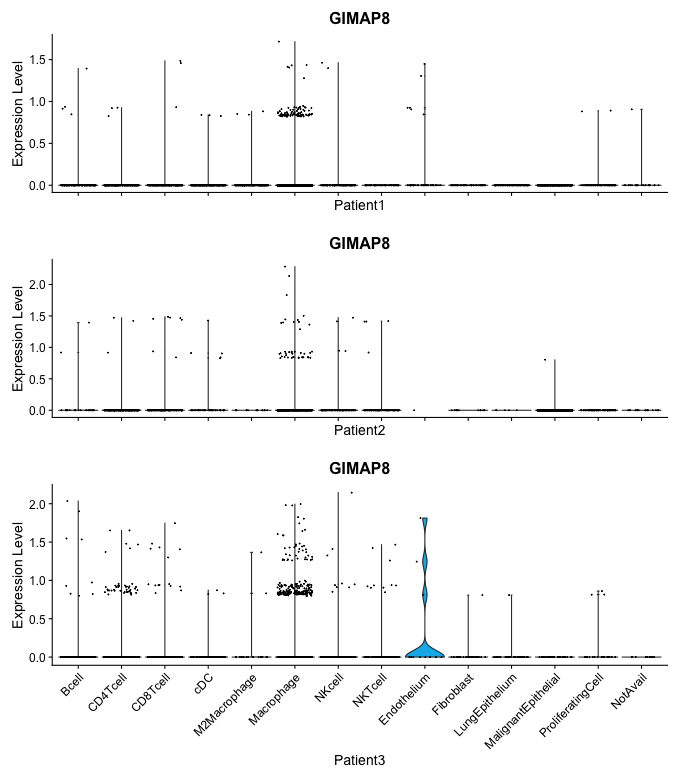 GIMAP8
Expression Level
1.5
1.0
0.5
0.0
Patient1
GIMAP8
Expression Level
2.0
1.5
1.0
0.5
0.0
Patient2
GIMAP8
Expression Level
2.0
1.5
1.0
0.5
0.0
Bcell
CD4Tcell
CD8Tcell
cDC
M2Macrophage
Macrophage
NKcell
NKTcell
Endothelium
Fibroblast
LungEpithelium
MalignantEpithelial
ProliferatingCell
NotAvail
Patient3